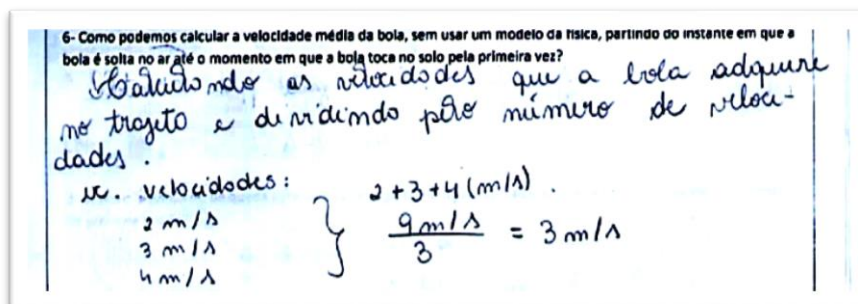 6- Como podemos calcular a velocidade média da bola, sem usar um modelo da física, partindo do instante em que a
bola é solta no ar até o momento em que a bola toca no solo pela primeira vez?
Calculando as velocidades que a bola adquire
no trajeto e dividindo pelo número de veloci-
dades.
ex. velocidades:
2 m/s
3 m/s
4 m/s
2+3+4 (m/s).
9m/s
3
= 3 m/s